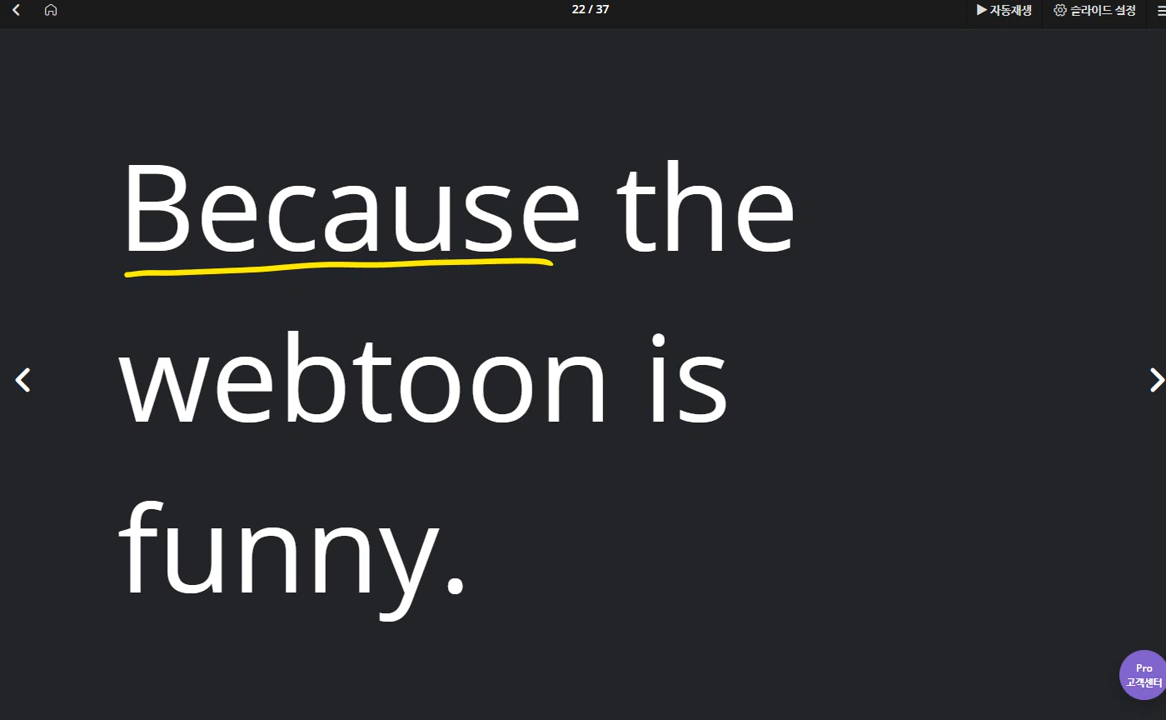 22 / 37
▶ 자동재생
슬라이드 설정
Because the
webtoon is
funny.
Pro
고객센터